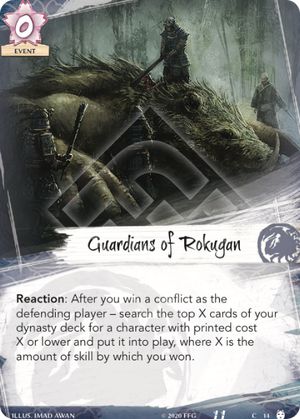 0
EVENT
Guardians of Rokugan
Reaction: After you win a conflict as the
defending player – search the top X cards of your
dynasty deck for a character with printed cost
X or lower and put it into play, where X is the
amount of skill by which you won.
ILLUS. IMAD AWAN © 2020 FFG 11 C 14